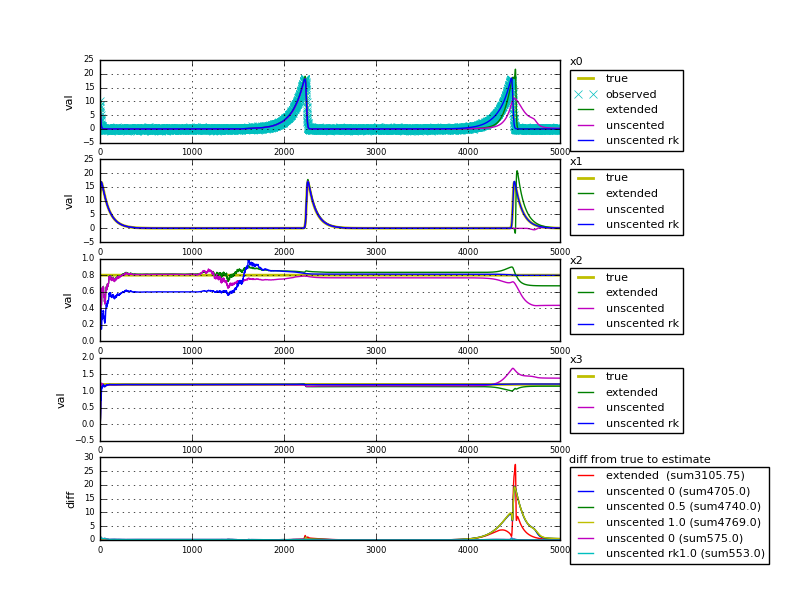 x0
25
20
15
10
5
0
−5
val
0
1000
2000
3000
4000
5000
true
observed
extended
unscented
unscented rk
x1
25
20
15
10
5
0
−5
val
0
1000
2000
3000
4000
5000
true
extended
unscented
unscented rk
x2
1.0
0.8
0.6
0.4
0.2
0.0
val
0
1000
2000
3000
4000
5000
true
extended
unscented
unscented rk
x3
2.0
1.5
1.0
0.5
0.0
−0.5
val
0
1000
2000
3000
4000
5000
true
extended
unscented
unscented rk
diff from true to estimate
30
25
20
15
10
5
0
diff
0
1000
2000
3000
4000
5000
extended (sum3105.75)
unscented 0 (sum4705.0)
unscented 0.5 (sum4740.0)
unscented 1.0 (sum4769.0)
unscented 0 (sum575.0)
unscented rk1.0 (sum553.0)